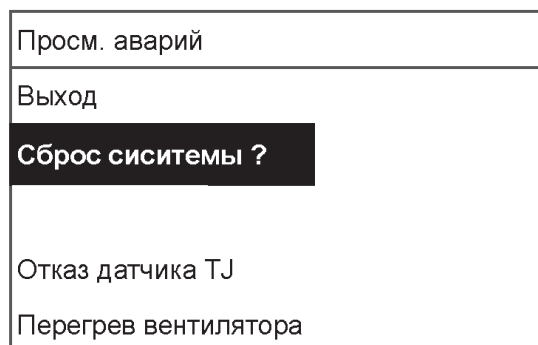 Просм. аварий
Выход
Сброс сиситемы ?
Отказ датчика TJ
Перегрев вентилятора